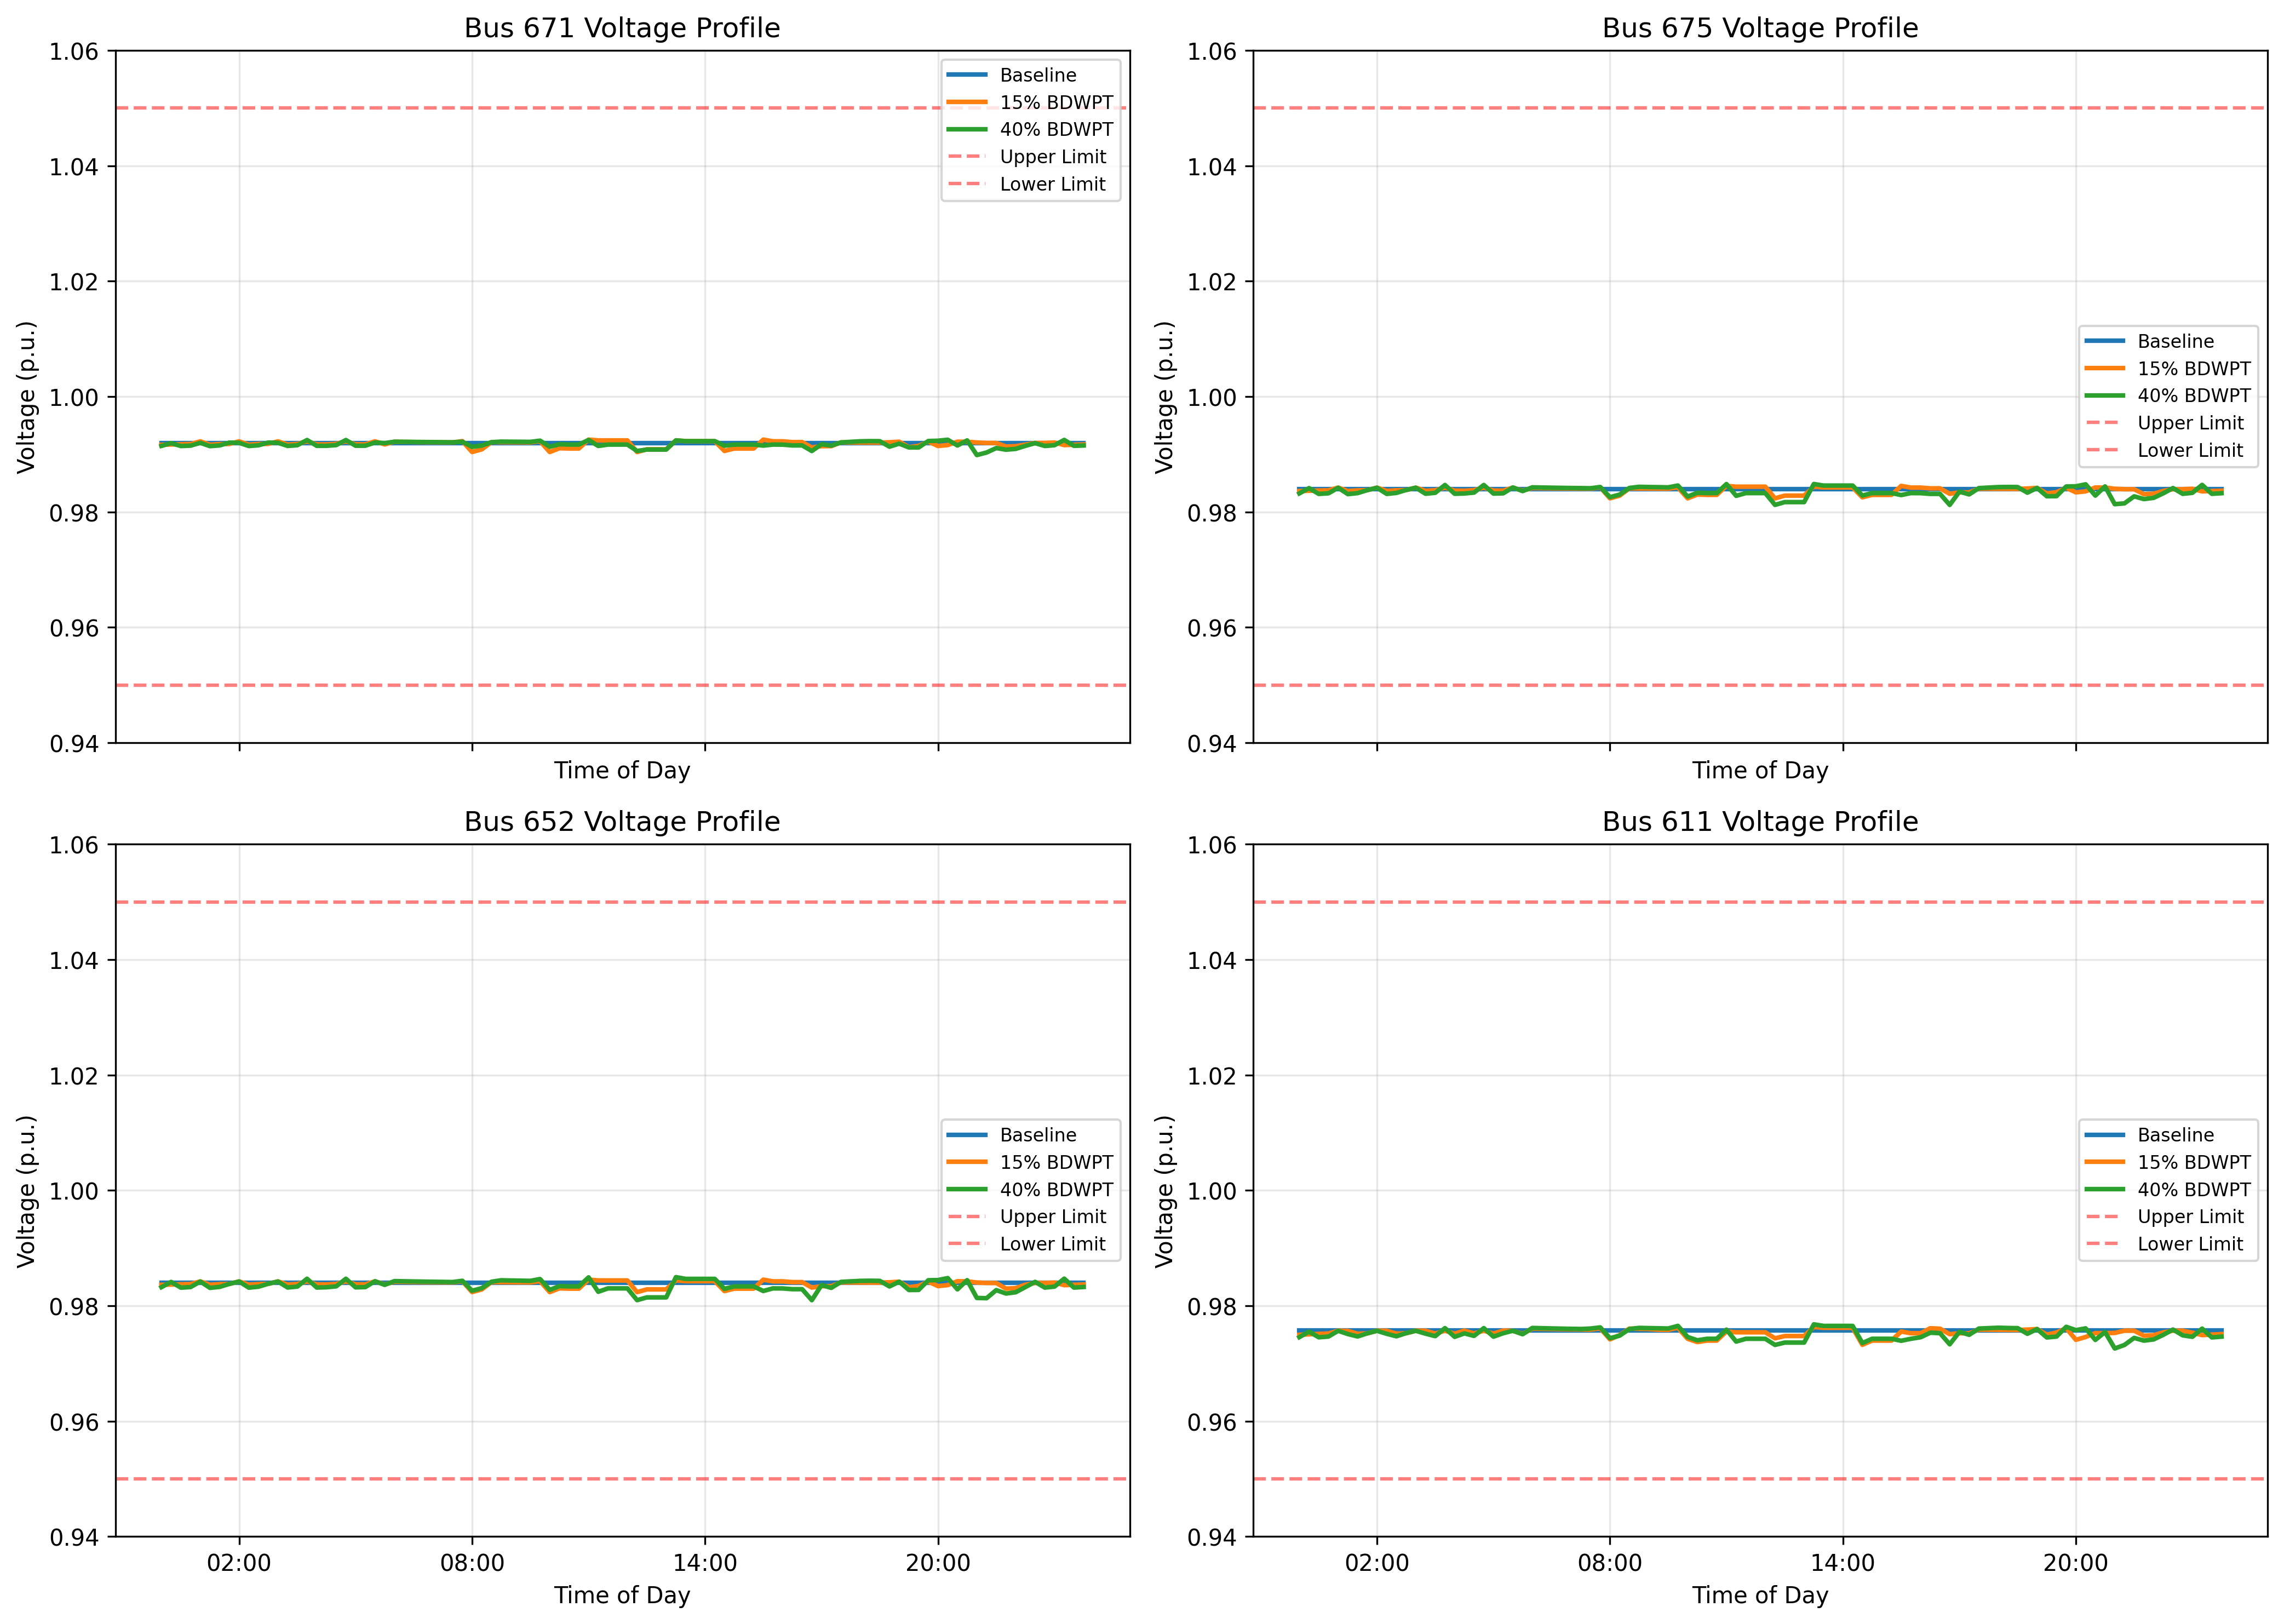 Bus 671 Voltage Profile
1.06
1.04
1.02
1.00
0.98
0.96
0.94
Voltage (p.u.)
Baseline
15% BDWPT
40% BDWPT
Upper Limit
Lower Limit
Time of Day
Bus 675 Voltage Profile
1.06
1.04
1.02
1.00
0.98
0.96
0.94
Voltage (p.u.)
Baseline
15% BDWPT
40% BDWPT
Upper Limit
Lower Limit
Time of Day
Bus 652 Voltage Profile
1.06
1.04
1.02
1.00
0.98
0.96
0.94
Voltage (p.u.)
Baseline
15% BDWPT
40% BDWPT
Upper Limit
Lower Limit
02:00 08:00 14:00 20:00
Time of Day
Bus 611 Voltage Profile
1.06
1.04
1.02
1.00
0.98
0.96
0.94
Voltage (p.u.)
Baseline
15% BDWPT
40% BDWPT
Upper Limit
Lower Limit
02:00 08:00 14:00 20:00
Time of Day